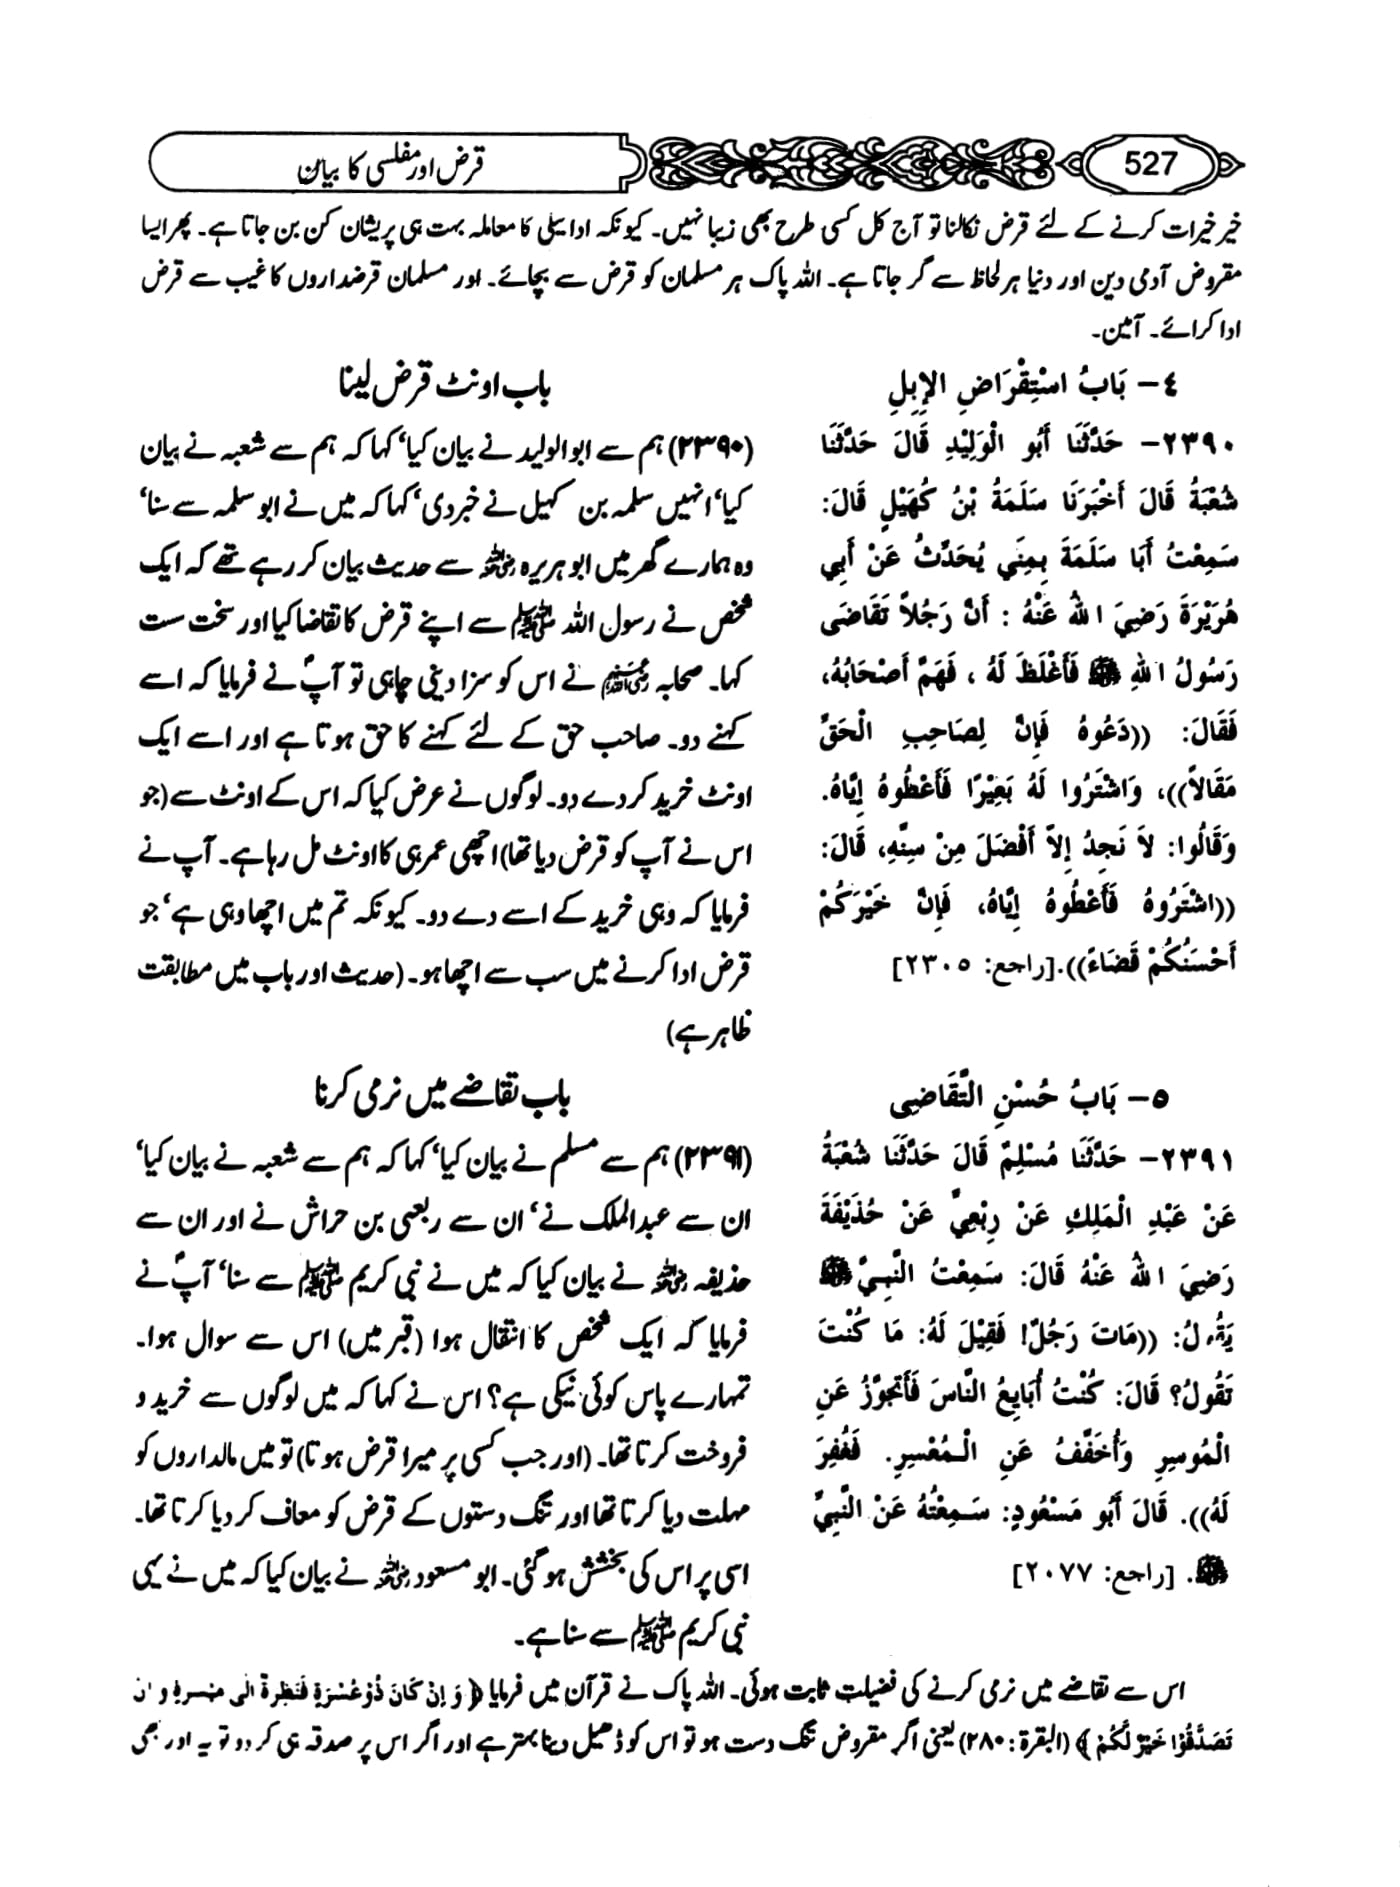 527
قرض اور مفلسی کا بیان
خیر خیرات کرنے کے لئے قرض نکالنا تو آج کل کسی طرح بھی زیبا نہیں۔ کیونکہ ادائیگی کا معاملہ بہت ہی پریشان کن بن جاتا ہے۔ پھر ایسا
مقروض آدمی دین اور دنیا ہر لحاظ سے گر جاتا ہے۔ اللہ پاک ہر مسلمان کو قرض سے بچائے۔ اور مسلمان قرضداروں کا غیب سے قرض
ادا کرائے۔ آمین۔
٤– بَابُ اسْتِقْرَاضِ الإِبِلِ
٢٣٩٠– حَدَّثَنَا أَبُو الْوَلِيْدِ قَالَ حَدَّثَنَا
شُعْبَةُ قَالَ أَخْبَرَنَا سَلَمَةُ بْنُ كُهَيْلٍ قَالَ:
سَمِعْتُ أَبَا سَلَمَةَ بِمِنَي يُحَدِّثُ عَنْ أَبِي
هُرَيْرَةَ رَضِيَ اللهُ عَنْهُ : أَنَّ رَجُلاً تَقَاضَى
رَسُولُ اللهِ ﷺ فَأَغْلَظَ لَهُ ، فَهَمَّ أَصْحَابُهُ،
فَقَالَ: ((دَعُوهُ فَإِنَّ لِصَاحِبِ الْحَقِّ
مَقَالاً))، وَاشْتَرُوا لَهُ بَعِيْرًا فَأَعْطُوهُ إِيَّاهُ.
وَقَالُوا: لاَ نَجِدُ إِلاَّ أَفْضَلَ مِنْ سِنِّهِ، قَالَ:
((اشْتَرُوهُ فَأَعْطُوهُ إِيَّاهُ، فَإِنَّ خَيْرَكُمْ
أَحْسَنُكُمْ قَضَاءً)).[راجع: ٢٣٠٥]
باب اونٹ قرض لینا
(۲۳۹۰) ہم سے ابو الولید نے بیان کیا‘ کہا کہ ہم سے شعبہ نے بیان
کیا‘ انہیں سلمہ بن کہیل نے خبر دی‘ کہا کہ میں نے ابو سلمہ سے سنا‘
وہ ہمارے گھر میں ابو ہریرہ رضی اللہ عنہ سے حدیث بیان کر رہے تھے کہ ایک
شخص نے رسول اللہ ﷺ سے اپنے قرض کا تقاضا کیا اور سخت ست
کہا۔ صحابہ رضی اللہ عنہم نے اس کو سزا دینی چاہی تو آپؐ نے فرمایا کہ اسے
کہنے دو۔ صاحب حق کے لئے کہنے کا حق ہوتا ہے اور اسے ایک
اونٹ خرید کر دے دو۔ لوگوں نے عرض کیا کہ اس کے اونٹ سے (جو
اس نے آپ کو قرض دیا تھا) اچھی عمر ہی کا اونٹ مل رہا ہے۔ آپ نے
فرمایا کہ وہی خرید کے اسے دے دو۔ کیونکہ تم میں اچھا وہی ہے‘ جو
قرض ادا کرنے میں سب سے اچھا ہو۔ (حدیث اور باب میں مطابقت
ظاہر ہے)
٥– بَابُ حُسْنِ التَّقَاضِي
٢٣٩١– حَدَّثَنَا مُسْلِمٌ قَالَ حَدَّثَنَا شُعْبَةُ
عَنْ عَبْدِ الْمَلِكِ عَنْ رِبْعِيٍّ عَنْ حُذَيْفَةَ
رَضِيَ اللهُ عَنْهُ قَالَ: سَمِعْتُ النَّبِيَّ ﷺ
يَقُولُ: ((مَاتَ رَجُلٌ! فَقِيْلَ لَهُ: مَا كُنْتَ
تَقُولُ؟ قَالَ: كُنْتُ أُبَايِعُ النَّاسَ فَأَتَجَوَّزُ عَنِ
الْمُوسِرِ وَأُخَفِّفُ عَنِ الْمُعْسِرِ. فَغُفِرَ
لَهُ)). قَالَ أَبُو مَسْعُودٍ: سَمِعْتُهُ عَنْ النَّبِيِّ
ﷺ. [راجع: ٢٠٧٧]
باب تقاضے میں نرمی کرنا
(۲۳۹۱) ہم سے مسلم نے بیان کیا‘ کہا کہ ہم سے شعبہ نے بیان کیا‘
ان سے عبدالملک نے‘ ان سے ربعی بن حراش نے اور ان سے
حذیفہ رضی اللہ عنہ نے بیان کیا کہ میں نے نبی کریم ﷺ سے سنا‘ آپؐ نے
فرمایا کہ ایک شخص کا انتقال ہوا (قبر میں) اس سے سوال ہوا۔
تمہارے پاس کوئی نیکی ہے؟ اس نے کہا کہ میں لوگوں سے خرید و
فروخت کرتا تھا۔ (اور جب کسی پر میرا قرض ہوتا) تو میں مالداروں کو
مہلت دیا کرتا تھا اور تنگ دستوں کے قرض کو معاف کر دیا کرتا تھا۔
اسی پر اس کی بخشش ہو گئی۔ ابو مسعود رضی اللہ عنہ نے بیان کیا کہ میں نے یہی
نبی کریم ﷺ سے سنا ہے۔
اس سے تقاضے میں نرمی کرنے کی فضیلت ثابت ہوئی۔ اللہ پاک نے قرآن میں فرمایا ﴿ وَ اِنْ کَانَ ذُوْ عُسْرَۃٍ فَنَظِرَۃٌ الٰی میسرۃ و ان
تَصَدَّقُوْا خَیْرٌ لَّکُمْ ﴾ (البقرۃ: ۲۸۰) یعنی اگر مقروض تنگ دست ہو تو اس کو ڈھیل دینا بہتر ہے اور اگر اس پر صدقہ ہی کر دو تو یہ اور بھی